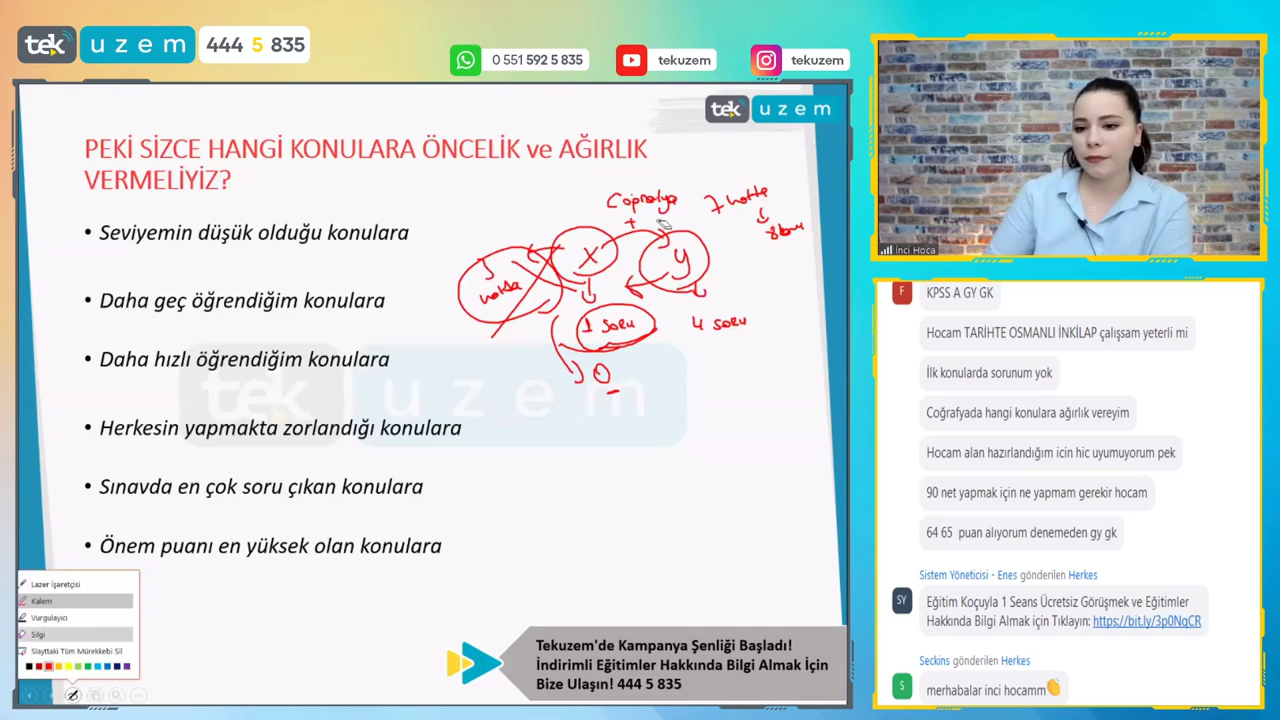 tek uzem 444 5 835
0 551 592 5 835
tekuzem
tekuzem
tek uzem
PEKİ SİZCE HANGİ KONULARA ÖNCELİK ve AĞIRLIK
VERMELİYİZ?
• Seviyemin düşük olduğu konulara
• Daha geç öğrendiğim konulara
• Daha hızlı öğrendiğim konulara
• Herkesin yapmakta zorlandığı konulara
• Sınavda en çok soru çıkan konulara
• Önem puanı en yüksek olan konulara
7 hafta
x
y
1 soru
4 soru
0
tek uzem
Lazer İşaretçisi
Kalem
Vurgulayıcı
Silgi
Slayttaki Tüm Mürekkebi Sil
Tekuzem'de Kampanya Şenliği Başladı!
İndirimli Eğitimler Hakkında Bilgi Almak İçin
Bize Ulaşın! 444 5 835
İnci Hoca
F
KPSS A GY GK
Hocam TARİHTE OSMANLI İNKİLAP çalışsam yeterli mi
İlk konularda sorunum yok
Coğrafyada hangi konulara ağırlık vereyim
Hocam alan hazırlandığım icin hic uyumuyorum pek
90 net yapmak için ne yapmam gerekir hocam
64 65 puan alıyorum denemeden gy gk
Sistem Yöneticisi - Enes gönderilen Herkes
SY
Eğitim Koçuyla 1 Seans Ücretsiz Görüşmek ve Eğitimler
Hakkında Bilgi Almak için Tıklayın: https://bit.ly/3p0NqCR
Seckins gönderilen Herkes
S
merhabalar inci hocamm